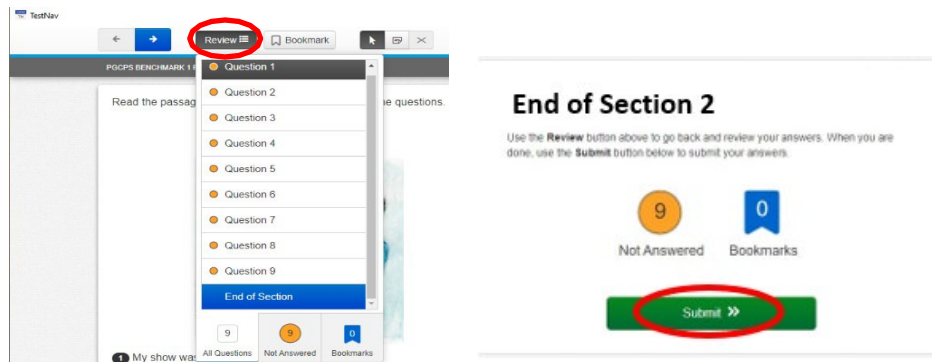 TestNav
Review
Bookmark
PGCPS BENCHMARK 1
Question 1
Read the passag
e questions.
Question 2
Question 3
Question 4
Question 5
Question 6
Question 7
Question 8
Question 9
End of Section
9
9
0
All Questions
Not Answered
Bookmarks
1 My show was
End of Section 2
Use the Review button above to go back and review your answers. When you are
done, use the Submit button below to submit your answers.
9
0
Not Answered
Bookmarks
Submit